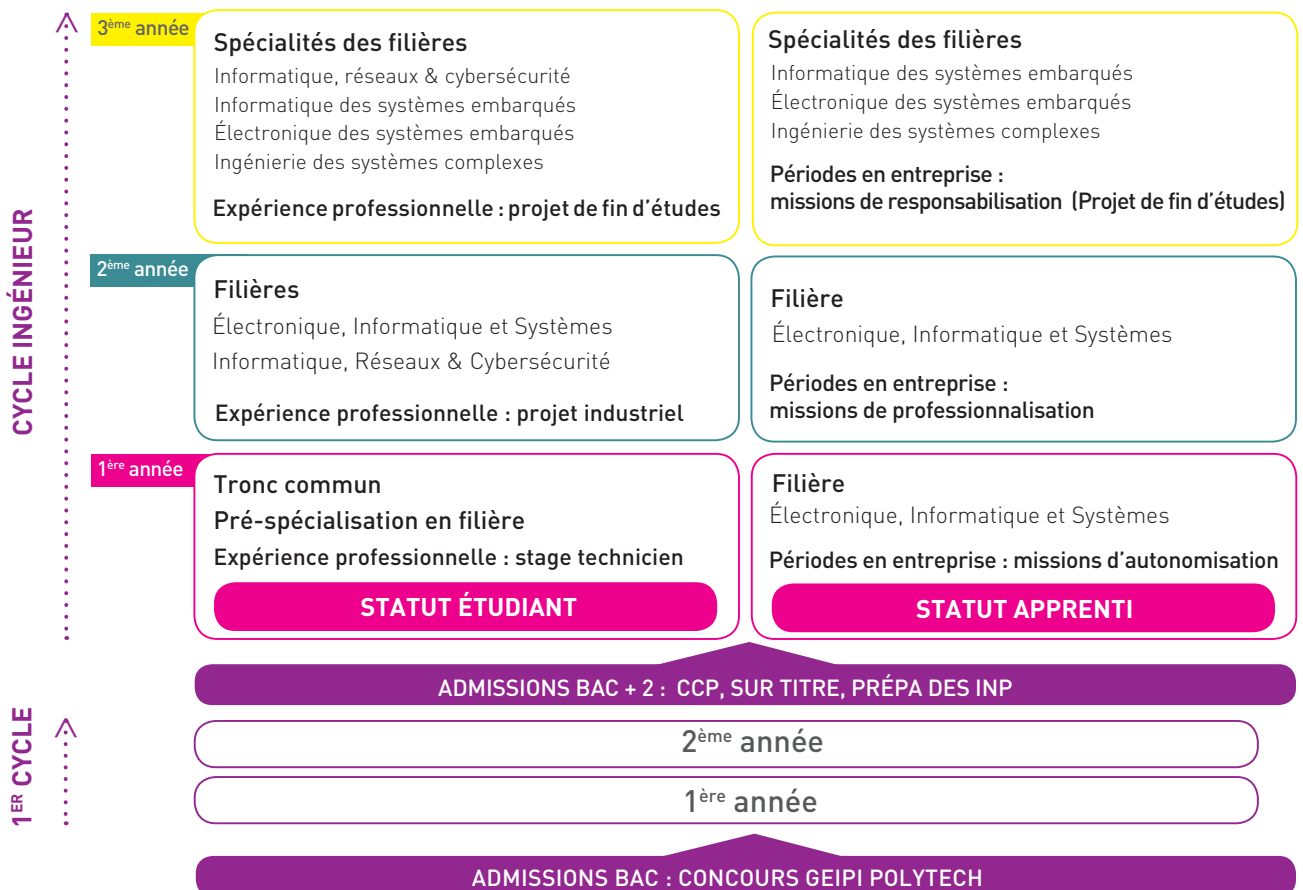 CYCLE INGÉNIEUR
3ème année
Spécialités des filières
Informatique, réseaux & cybersécurité
Informatique des systèmes embarqués
Électronique des systèmes embarqués
Ingénierie des systèmes complexes
Expérience professionnelle : projet de fin d'études
Spécialités des filières
Informatique des systèmes embarqués
Électronique des systèmes embarqués
Ingénierie des systèmes complexes
Périodes en entreprise :
missions de responsabilisation (Projet de fin d'études)
2ème année
Filières
Électronique, Informatique et Systèmes
Informatique, Réseaux & Cybersécurité
Expérience professionnelle : projet industriel
Filière
Électronique, Informatique et Systèmes
Périodes en entreprise :
missions de professionnalisation
1ère année
Tronc commun
Pré-spécialisation en filière
Expérience professionnelle : stage technicien
STATUT ÉTUDIANT
Filière
Électronique, Informatique et Systèmes
Périodes en entreprise : missions d'autonomisation
STATUT APPRENTI
ADMISSIONS BAC + 2 : CCP, SUR TITRE, PRÉPA DES INP
1ER CYCLE
2ème année
1ère année
ADMISSIONS BAC : CONCOURS GEIPI POLYTECH